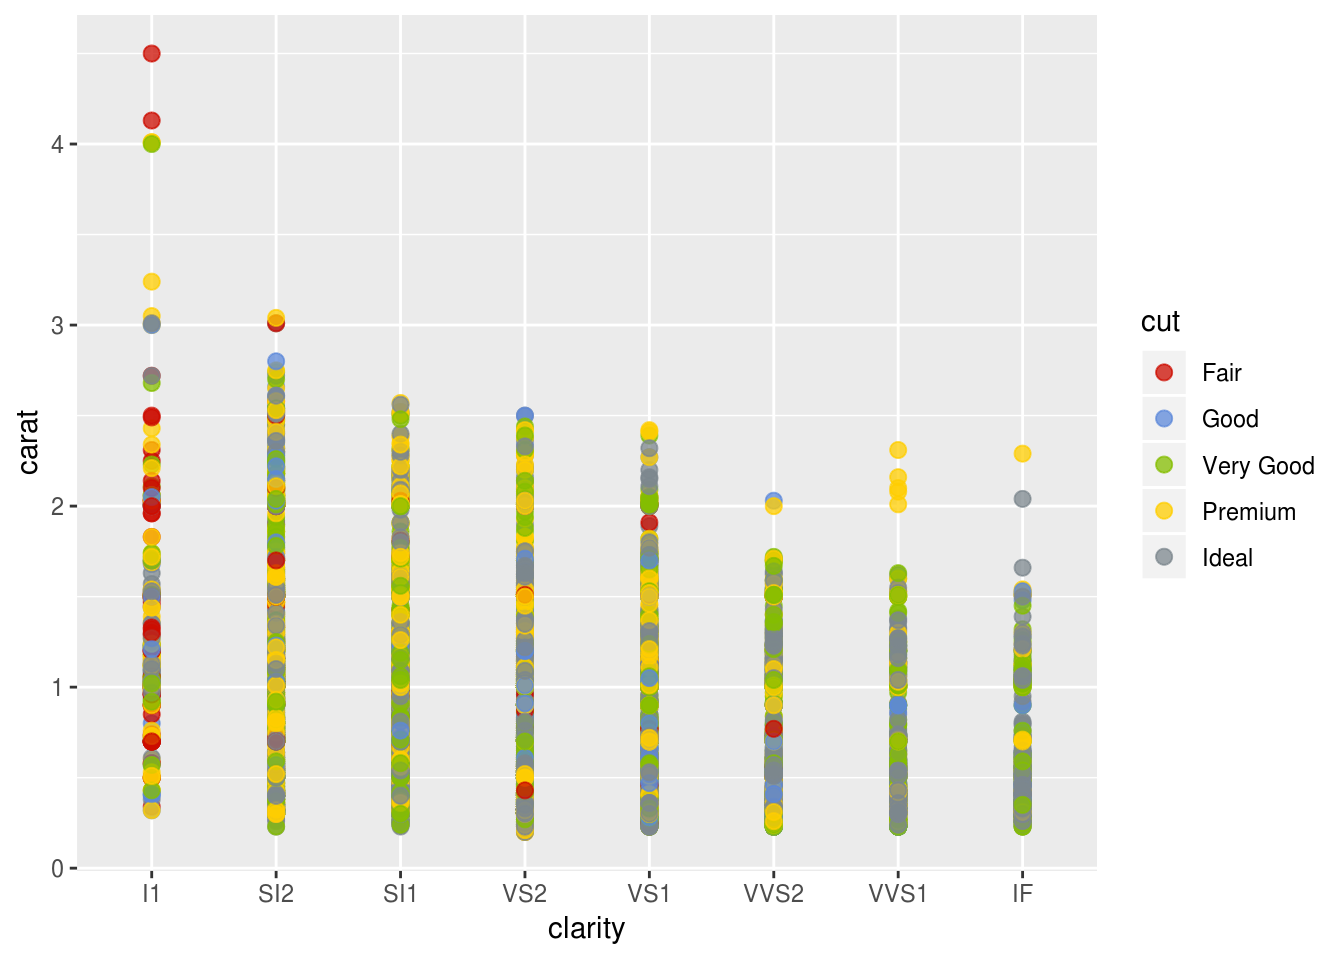 carat
4
3
2
1
0
I1 SI2 SI1 VS2 VS1 VVS2 VVS1 IF
clarity
cut
Fair
Good
Very Good
Premium
Ideal